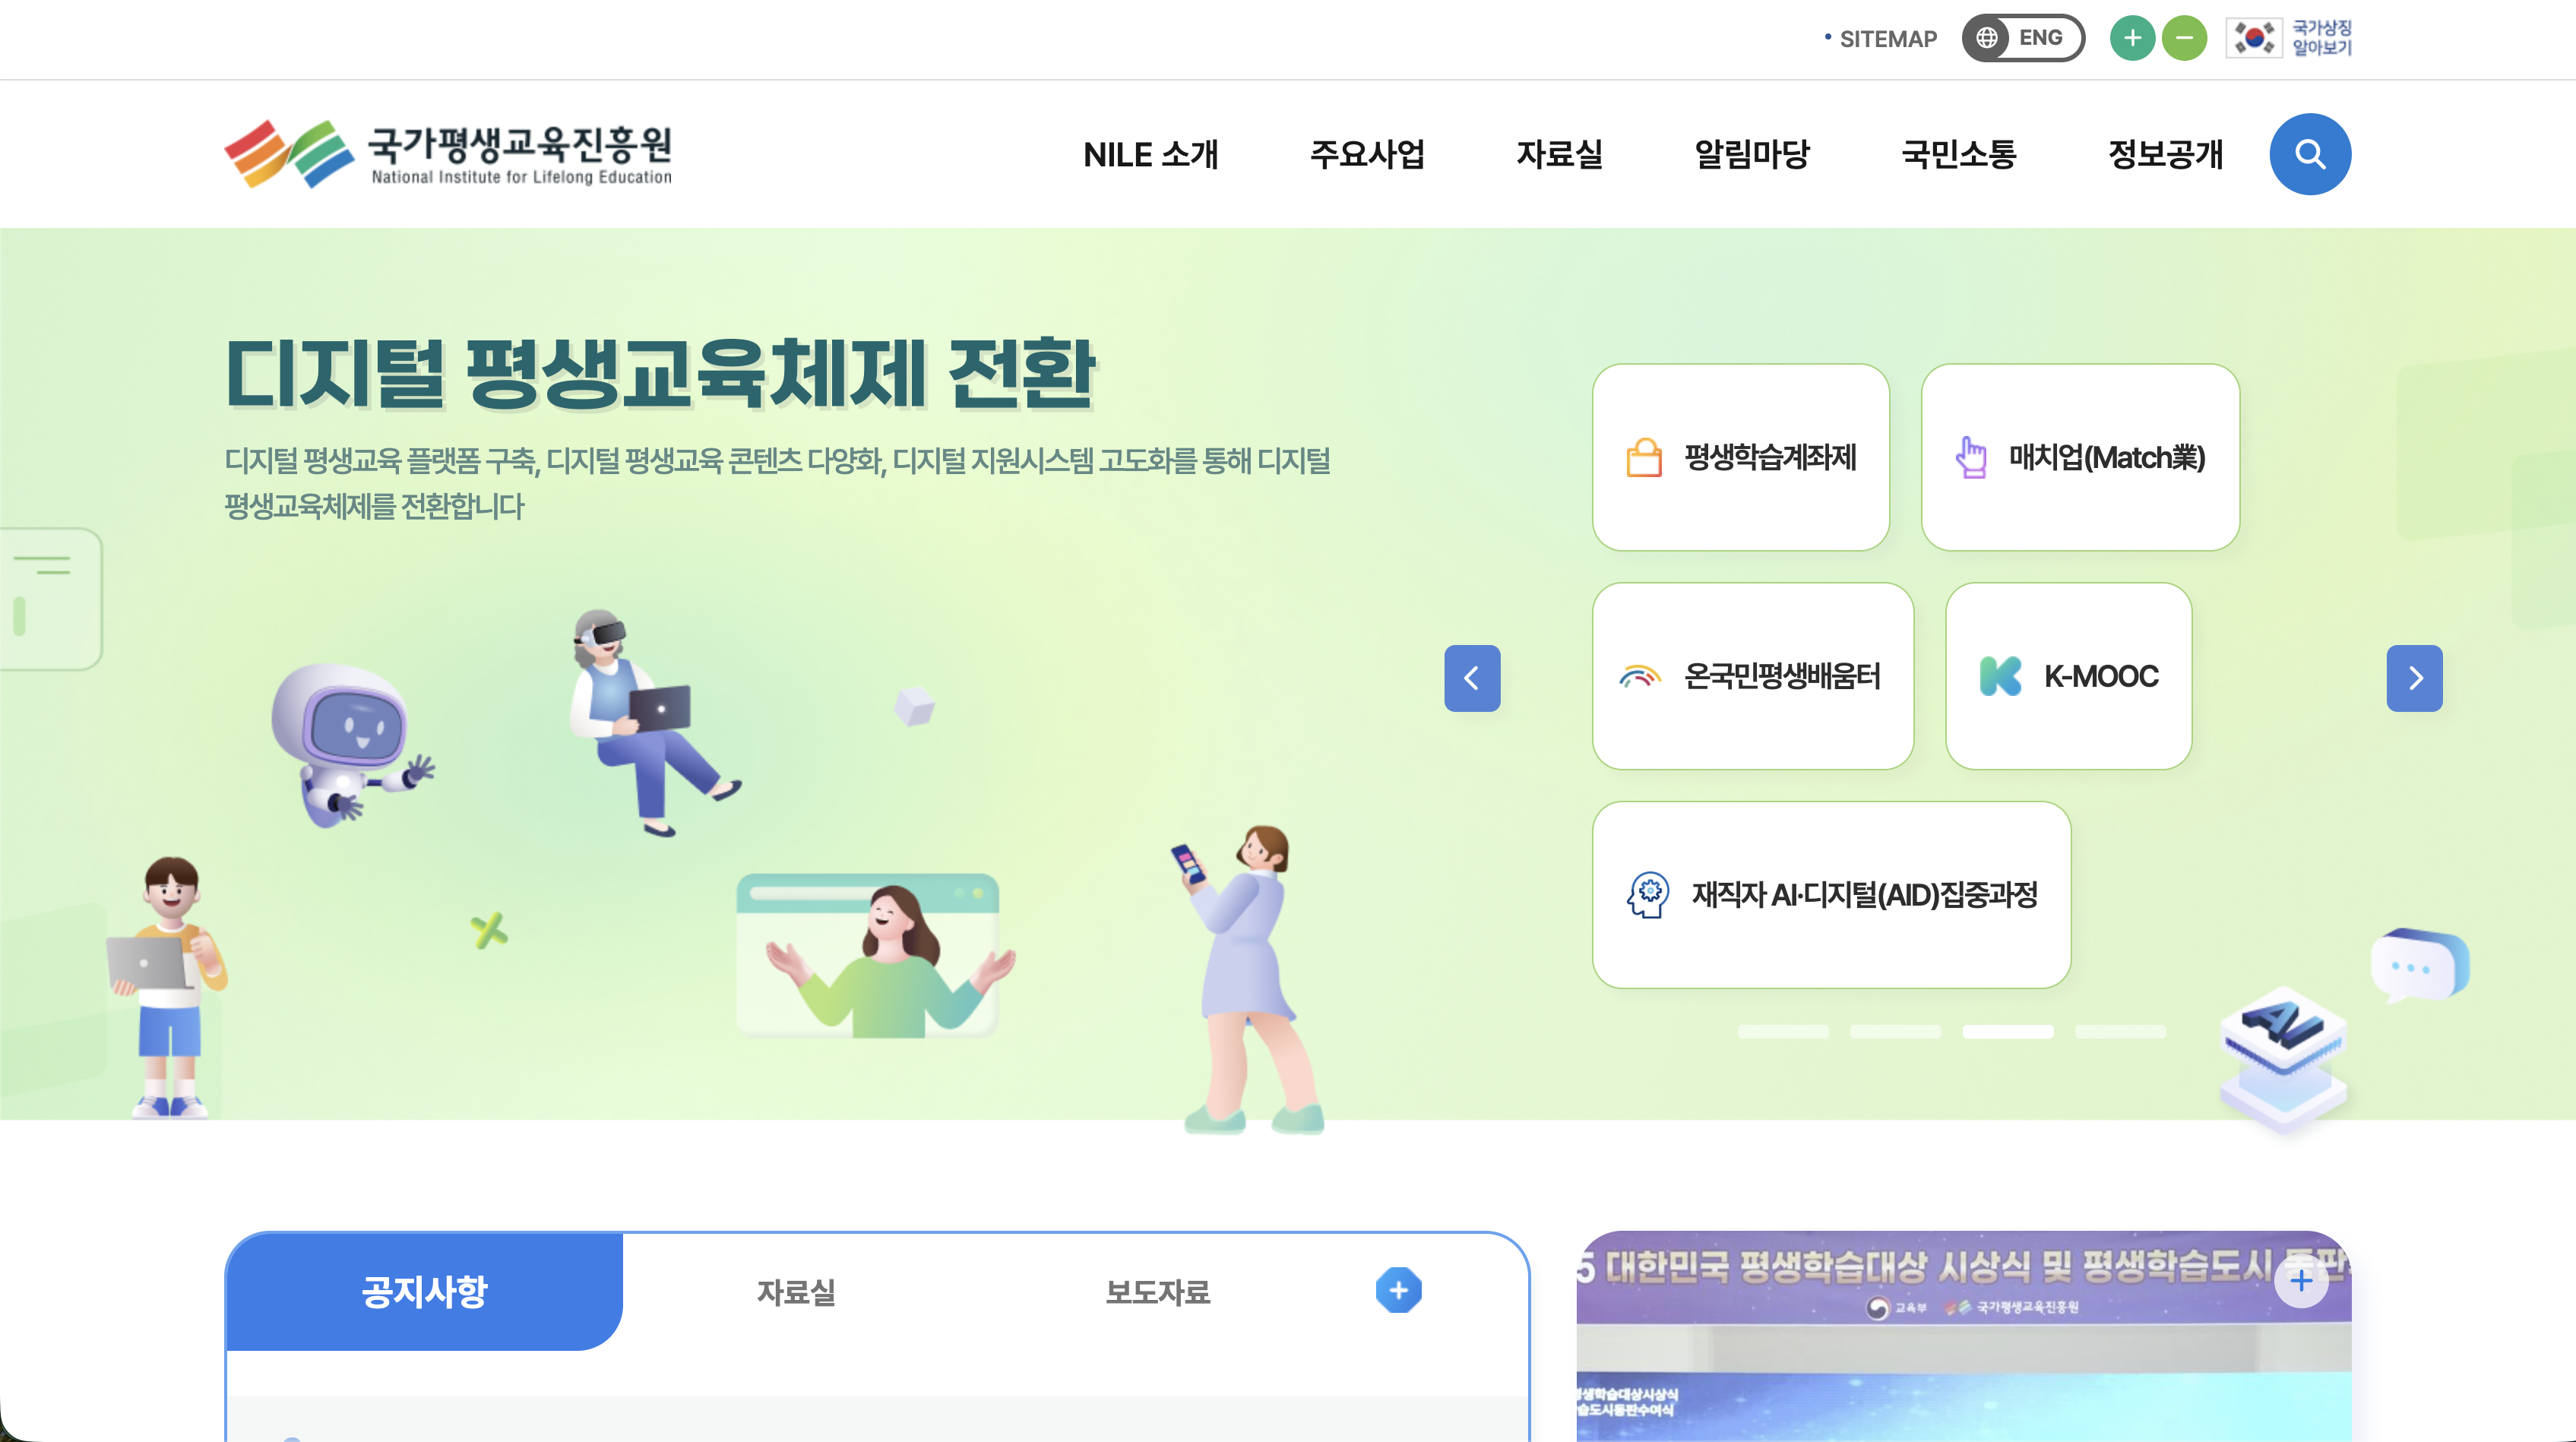 SITEMAP
ENG
국가상징
알아보기
국가평생교육진흥원
National Institute for Lifelong Education
NILE 소개
주요사업
자료실
알림마당
국민소통
정보공개
디지털 평생교육체제 전환
디지털 평생교육 플랫폼 구축, 디지털 평생교육 콘텐츠 다양화, 디지털 지원시스템 고도화를 통해 디지털
평생교육체제를 전환합니다
평생학습계좌제
매치업(Match業)
온국민평생배움터
K-MOOC
재직자 AI·디지털(AID)집중과정
AI
공지사항
자료실
보도자료
5 대한민국 평생학습대상 시상식 및 평생학습도시 동판
교육부
국가평생교육진흥원
평생학습대상시상식
습도시동판수여식